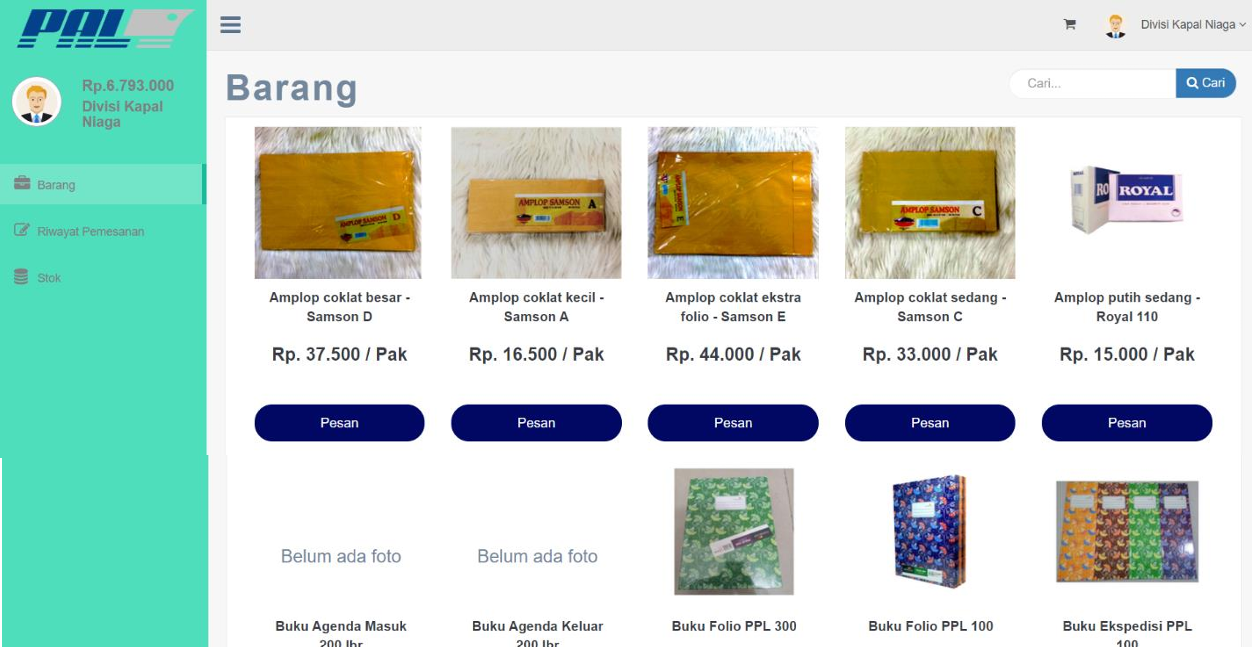 PAL
Divisi Kapal Niaga
Rp.6.793.000
Divisi Kapal
Niaga
Barang
Riwayat Pemesanan
Stok
Barang
Cari...
Cari
AMPLOP SAMSON D
AMPLOP SAMSON A
AMPLOP SAMSON E
AMPLOP SAMSON C
RO ROYAL
Amplop coklat besar -
Samson D
Amplop coklat kecil -
Samson A
Amplop coklat ekstra
folio - Samson E
Amplop coklat sedang -
Samson C
Amplop putih sedang -
Royal 110
Rp. 37.500 / Pak
Rp. 16.500 / Pak
Rp. 44.000 / Pak
Rp. 33.000 / Pak
Rp. 15.000 / Pak
Pesan
Pesan
Pesan
Pesan
Pesan
Belum ada foto
Belum ada foto
Buku Agenda Masuk
200 lbr
Buku Agenda Keluar
200 lbr
Buku Folio PPL 300
Buku Folio PPL 100
Buku Ekspedisi PPL
100